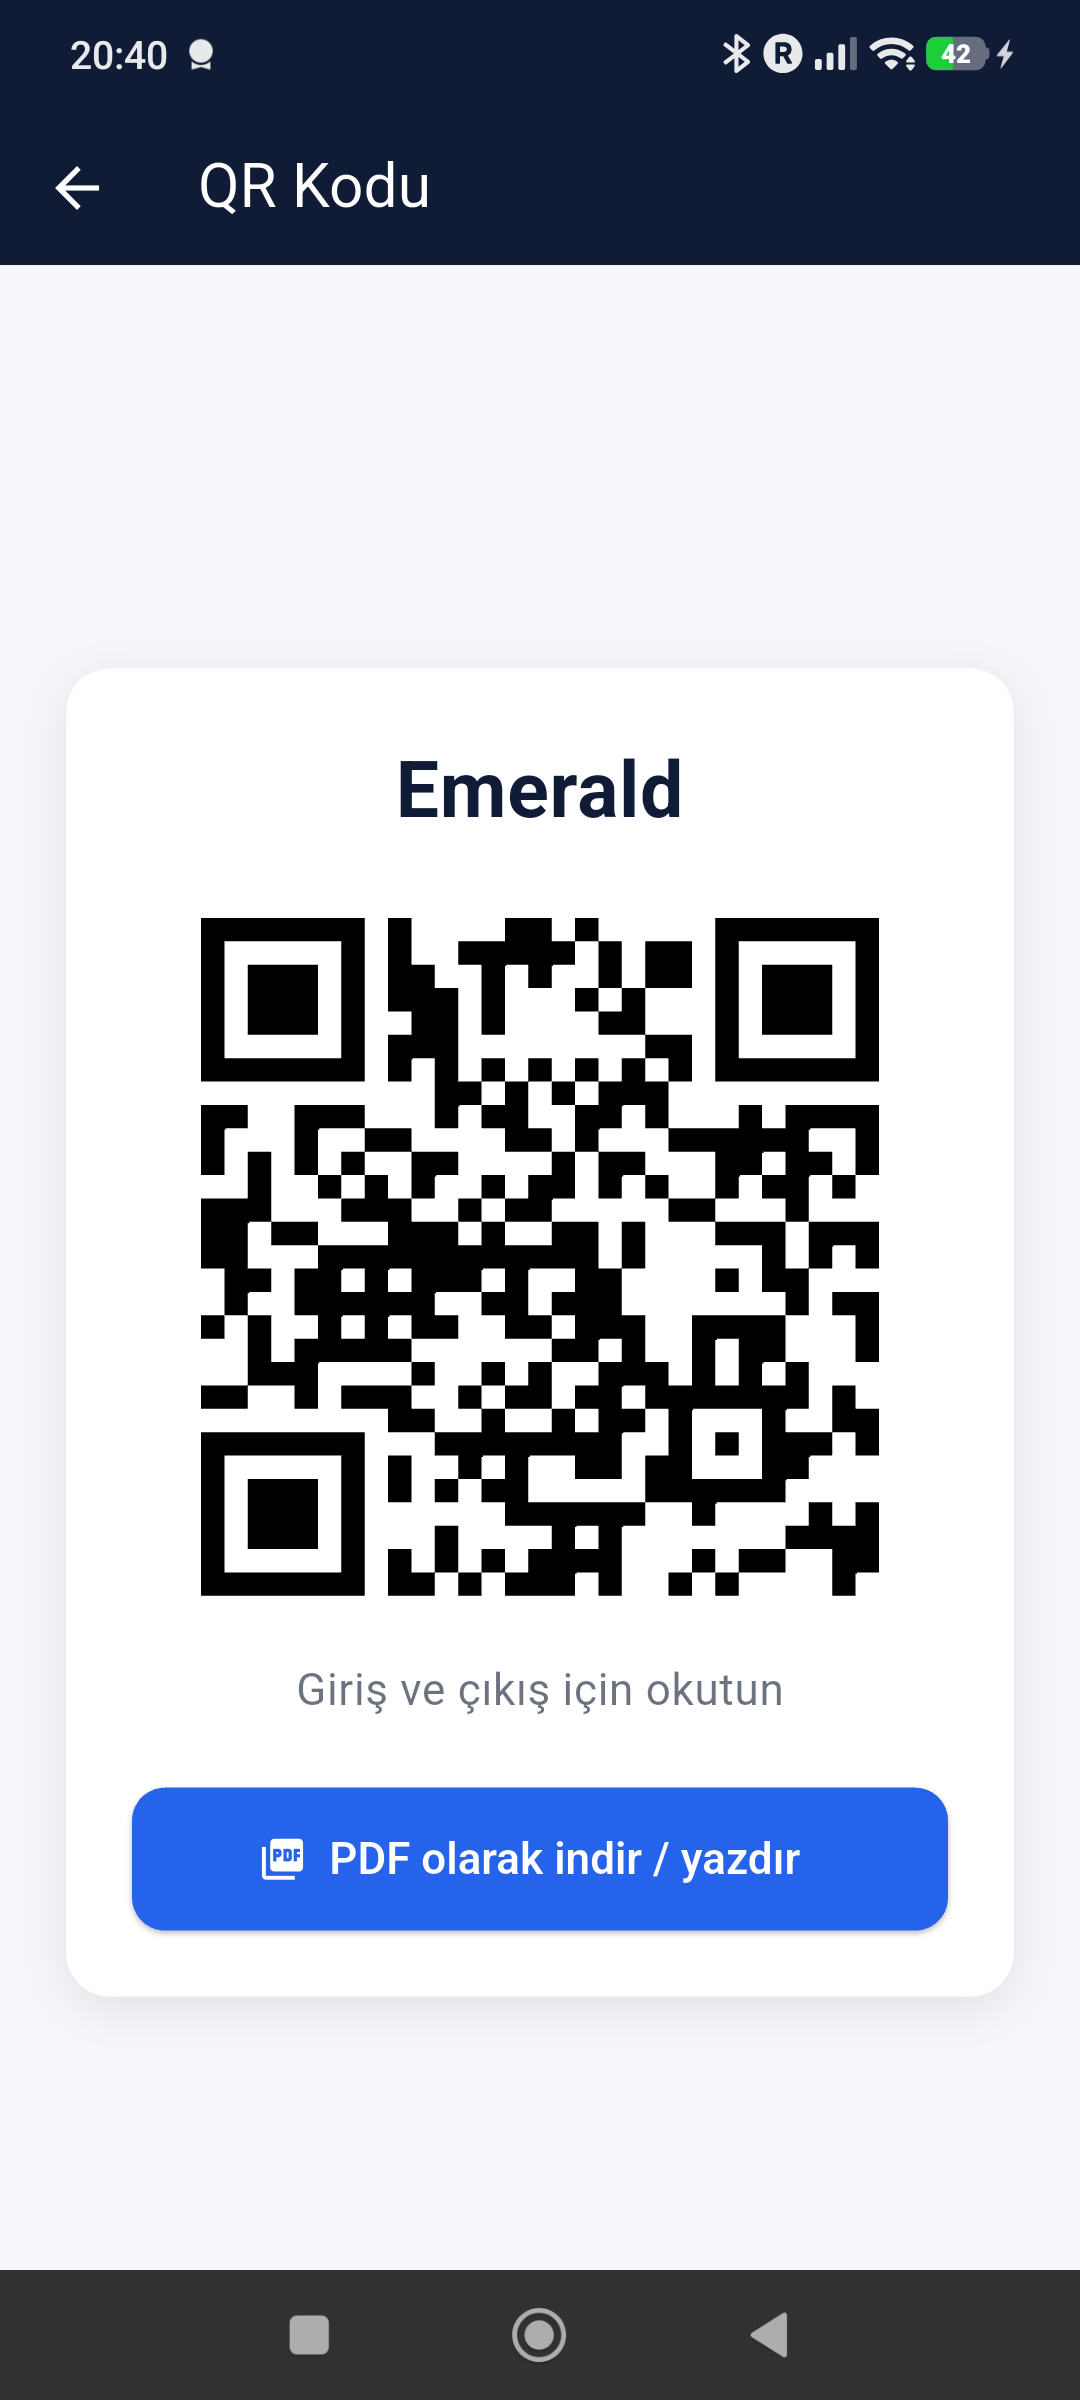 20:40
R
42
QR Kodu
Emerald
Giriş ve çıkış için okutun
PDF
PDF olarak indir / yazdır